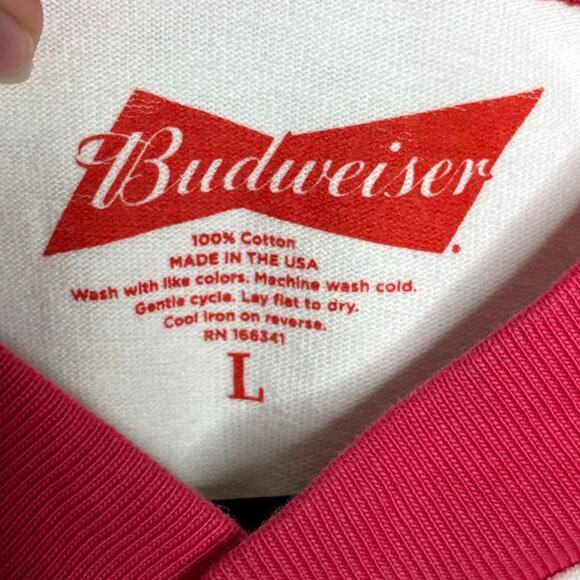 Budweiser
100% Cotton
MADE IN THE USA
Wash with like colors. Machine wash cold.
Gentle cycle. Lay flat to dry.
Cool iron on reverse.
RN 166341
L